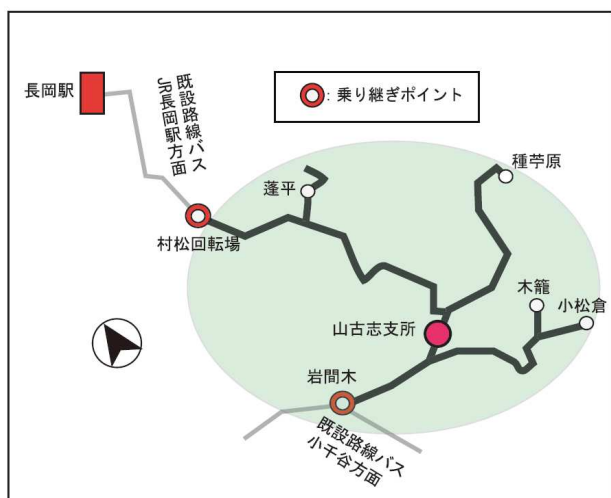 長岡駅
既設路線バス
JR長岡駅方面
: 乗り継ぎポイント
種苧原
蓬平
村松回転場
木籠
小松倉
山古志支所
岩間木
既設路線バス
小千谷方面